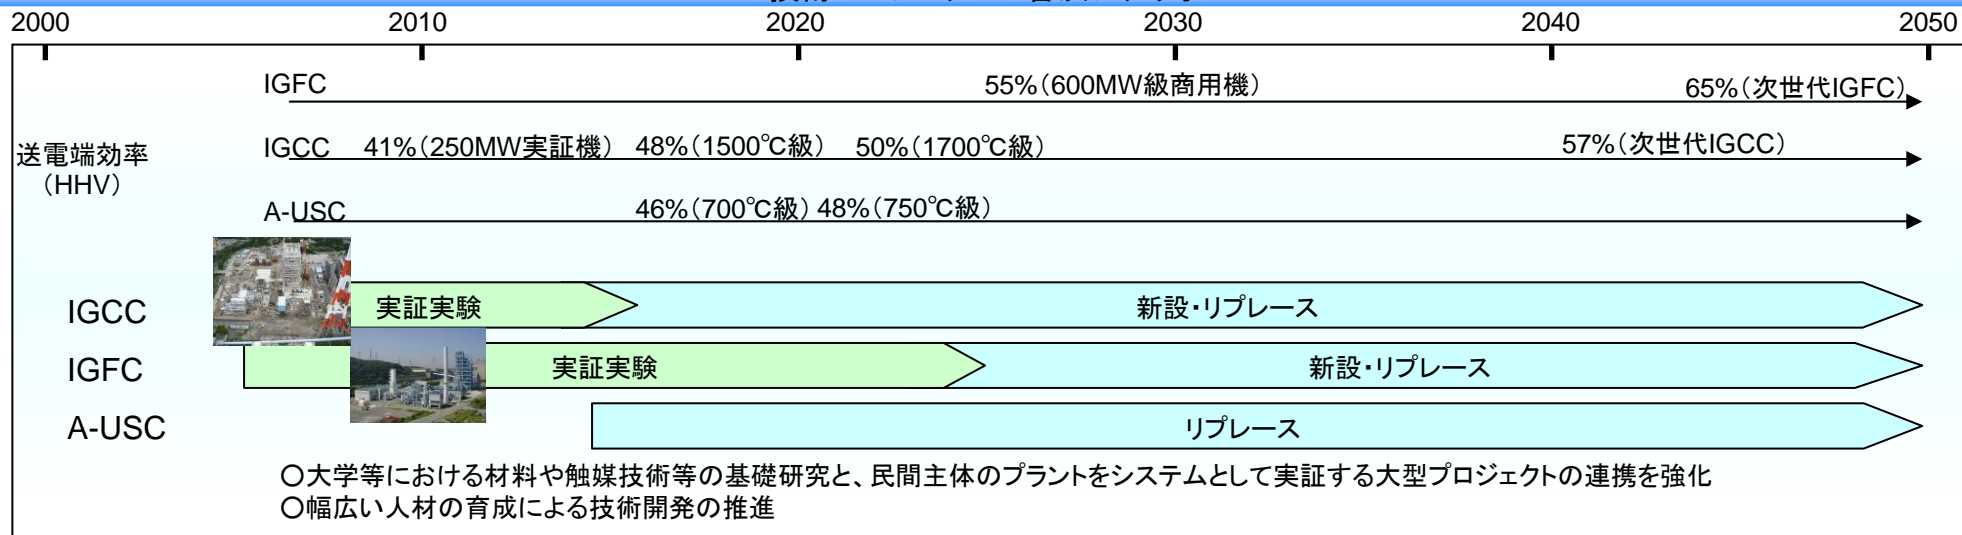 2000 2010 2020 2030 2040 2050
IGFC 55%(600MW級商用機) 65%(次世代IGFC)
送電端効率
(HHV)
IGCC 41%(250MW実証機) 48%(1500℃級) 50%(1700℃級) 57%(次世代IGCC)
A-USC 46%(700℃級) 48%(750℃級)
IGCC 実証実験 新設・リプレース
IGFC 実証実験 新設・リプレース
A-USC リプレース
○大学等における材料や触媒技術等の基礎研究と、民間主体のプラントをシステムとして実証する大型プロジェクトの連携を強化
○幅広い人材の育成による技術開発の推進